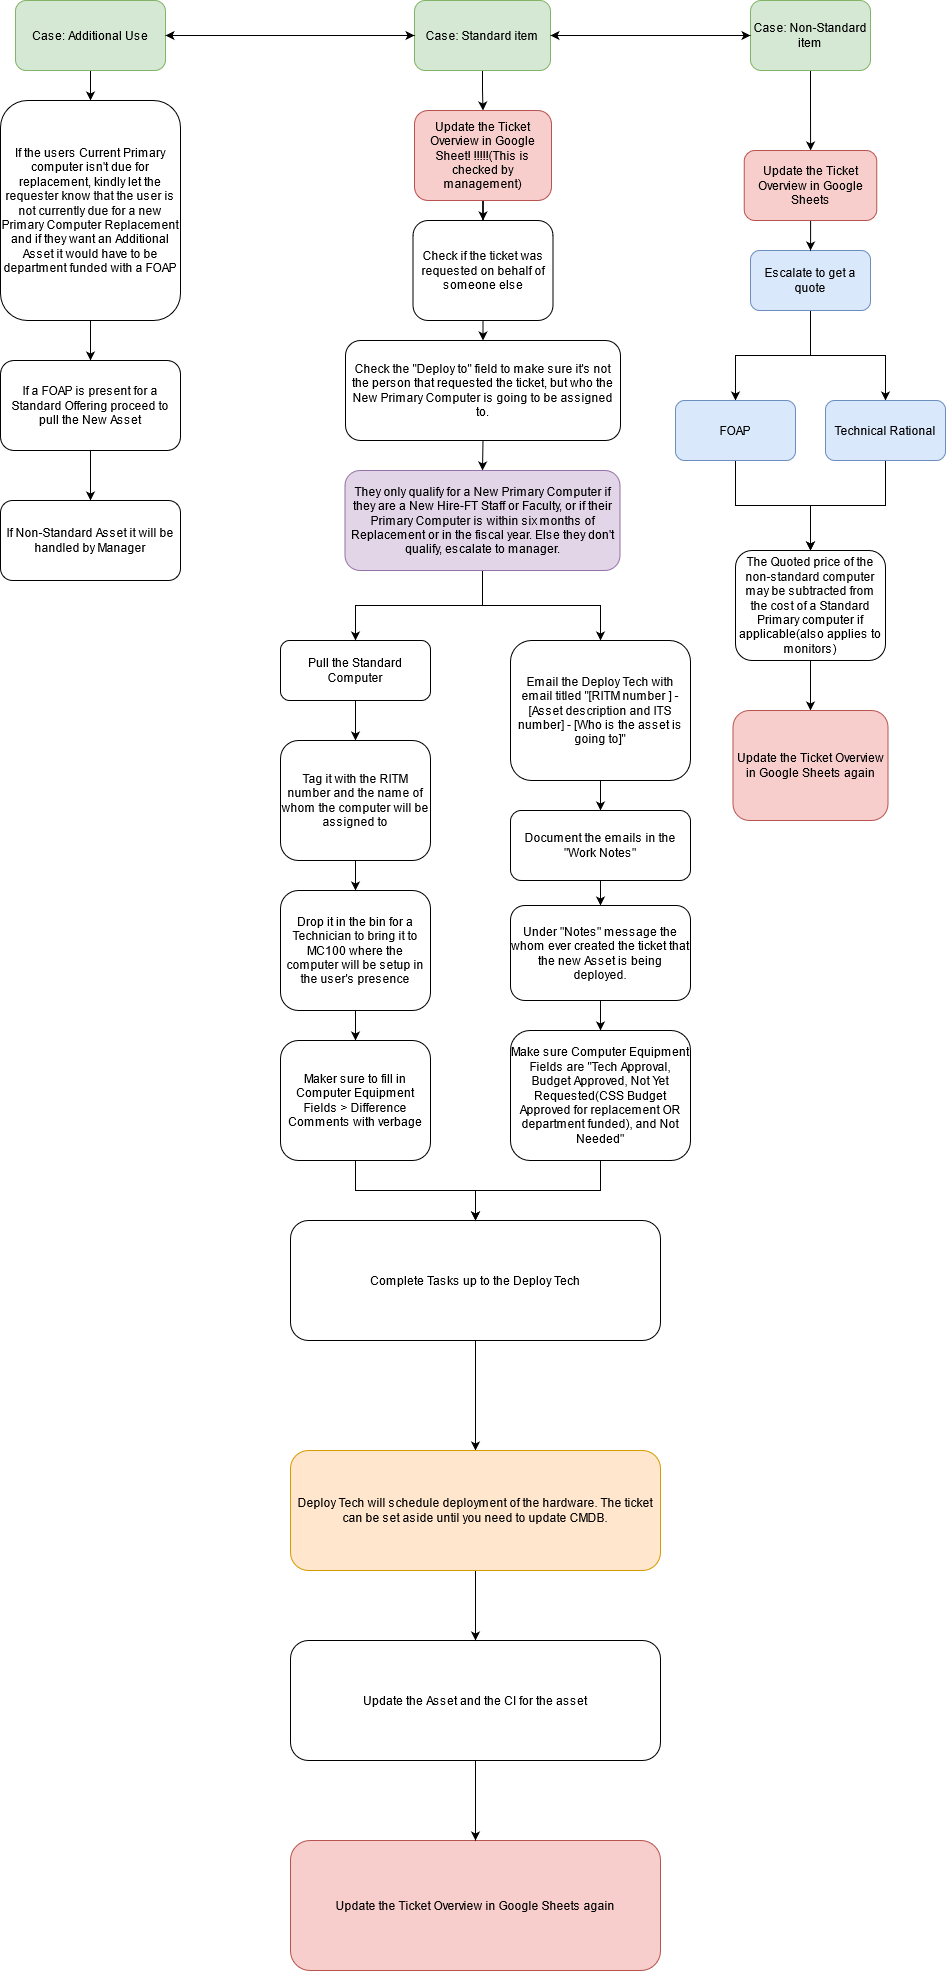 Case: Additional Use
Case: Standard item
Case: Non-Standard
item
If the users Current Primary
computer isn't due for
replacement, kindly let the
requester know that the user is
not currently due for a new
Primary Computer Replacement
and if they want an Additional
Asset it would have to be
department funded with a FOAP
If a FOAP is present for a
Standard Offering proceed to
pull the New Asset
If Non-Standard Asset it will be
handled by Manager
Update the Ticket
Overview in Google
Sheet! !!!!!(This is
checked by
management)
Check if the ticket was
requested on behalf of
someone else
Check the "Deploy to" field to make sure it's not
the person that requested the ticket, but who the
New Primary Computer is going to be assigned
to.
They only qualify for a New Primary Computer if
they are a New Hire-FT Staff or Faculty, or if their
Primary Computer is within six months of
Replacement or in the fiscal year. Else they don't
qualify, escalate to manager.
Pull the Standard
Computer
Tag it with the RITM
number and the name of
whom the computer will be
assigned to
Drop it in the bin for a
Technician to bring it to
MC100 where the
computer will be setup in
the user's presence
Maker sure to fill in
Computer Equipment
Fields > Difference
Comments with verbage
Email the Deploy Tech with
email titled "[RITM number ] -
[Asset description and ITS
number] - [Who is the asset is
going to]"
Document the emails in the
"Work Notes"
Under "Notes" message the
whom ever created the ticket that
the new Asset is being
deployed.
Make sure Computer Equipment
Fields are "Tech Approval,
Budget Approved, Not Yet
Requested(CSS Budget
Approved for replacement OR
department funded), and Not
Needed"
Complete Tasks up to the Deploy Tech
Deploy Tech will schedule deployment of the hardware. The ticket
can be set aside until you need to update CMDB.
Update the Asset and the CI for the asset
Update the Ticket Overview in Google Sheets again
Update the Ticket
Overview in Google
Sheets
Escalate to get a
quote
FOAP
Technical Rational
The Quoted price of the
non-standard computer
may be subtracted from
the cost of a Standard
Primary computer if
applicable(also applies to
monitors)
Update the Ticket Overview
in Google Sheets again